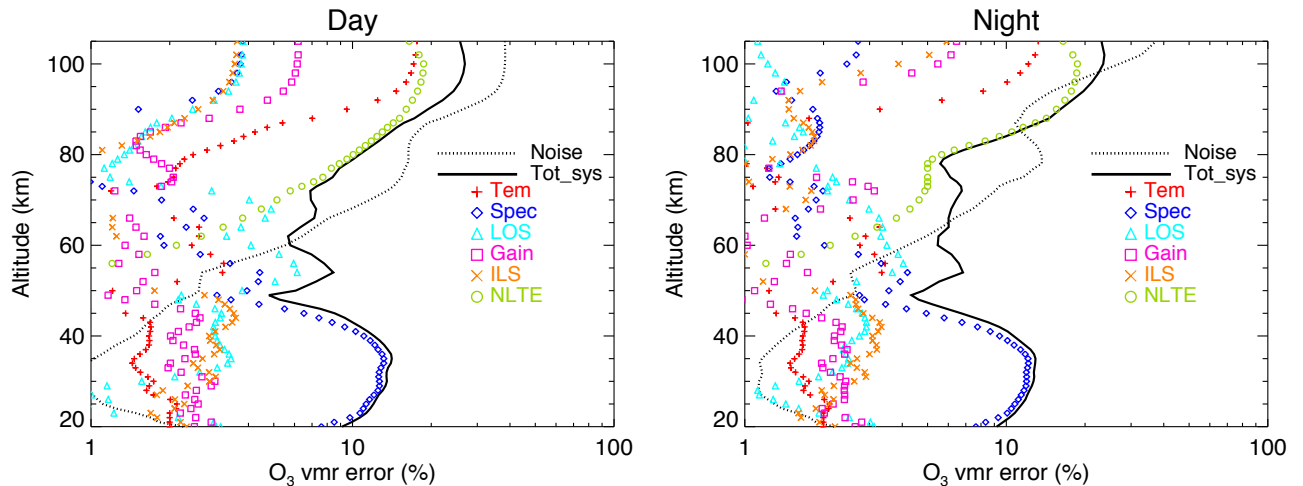 Day
Altitude (km)
100
80
60
40
20
1
10
100
O3 vmr error (%)
Noise
Tot_sys
Tem
Spec
LOS
Gain
ILS
NLTE
Night
Altitude (km)
100
80
60
40
20
1
10
100
O3 vmr error (%)
Noise
Tot_sys
Tem
Spec
LOS
Gain
ILS
NLTE